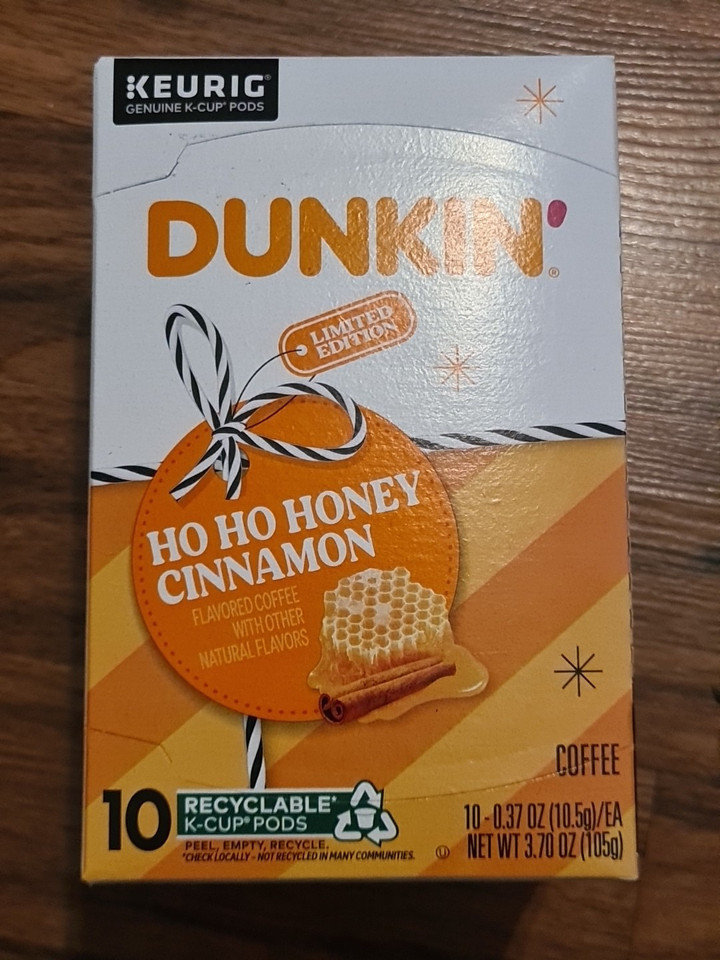 KEURIG®
GENUINE K-CUP® PODS
DUNKIN'®
LIMITED
EDITION
HO HO HONEY
CINNAMON
FLAVORED COFFEE
WITH OTHER
NATURAL FLAVORS
COFFEE
10
RECYCLABLE*
K-CUP® PODS
PEEL, EMPTY, RECYCLE.
*CHECK LOCALLY - NOT RECYCLED IN MANY COMMUNITIES.
U
10 - 0.37 OZ (10.5g)/EA
NET WT 3.70 OZ (105g)